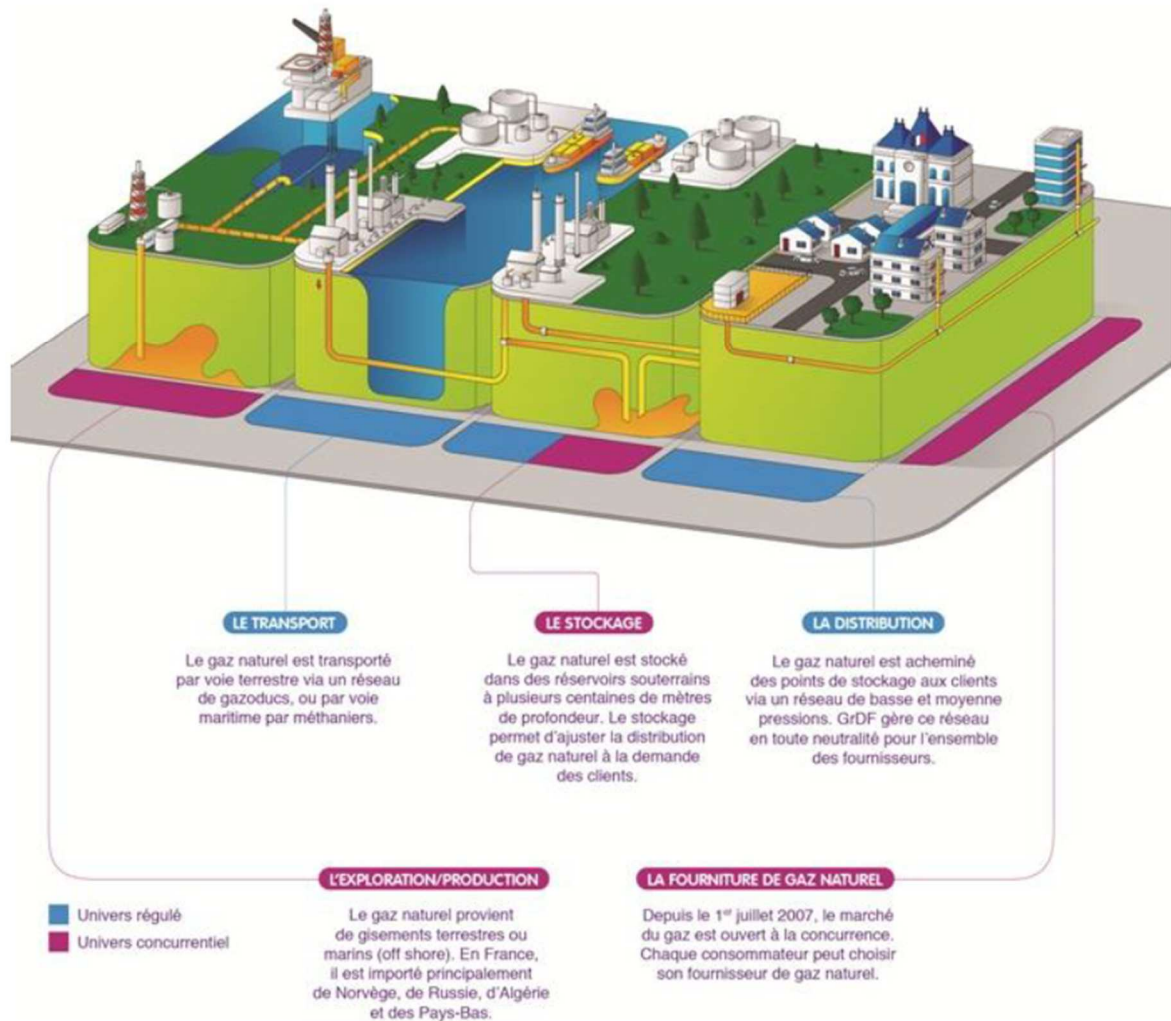 LE TRANSPORT
Le gaz naturel est transporté
par voie terrestre via un réseau
de gazoducs, ou par voie
maritime par méthaniers.
LE STOCKAGE
Le gaz naturel est stocké
dans des réservoirs souterrains
à plusieurs centaines de mètres
de profondeur. Le stockage
permet d'ajuster la distribution
de gaz naturel à la demande
des clients.
LA DISTRIBUTION
Le gaz naturel est acheminé
des points de stockage aux clients
via un réseau de basse et moyenne
pressions. GrDF gère ce réseau
en toute neutralité pour l'ensemble
des fournisseurs.
Univers régulé
Univers concurrentiel
L'EXPLORATION/PRODUCTION
Le gaz naturel provient
de gisements terrestres ou
marins (off shore). En France,
il est importé principalement
de Norvège, de Russie, d'Algérie
et des Pays-Bas.
LA FOURNITURE DE GAZ NATUREL
Depuis le 1er juillet 2007, le marché
du gaz est ouvert à la concurrence.
Chaque consommateur peut choisir
son fournisseur de gaz naturel.